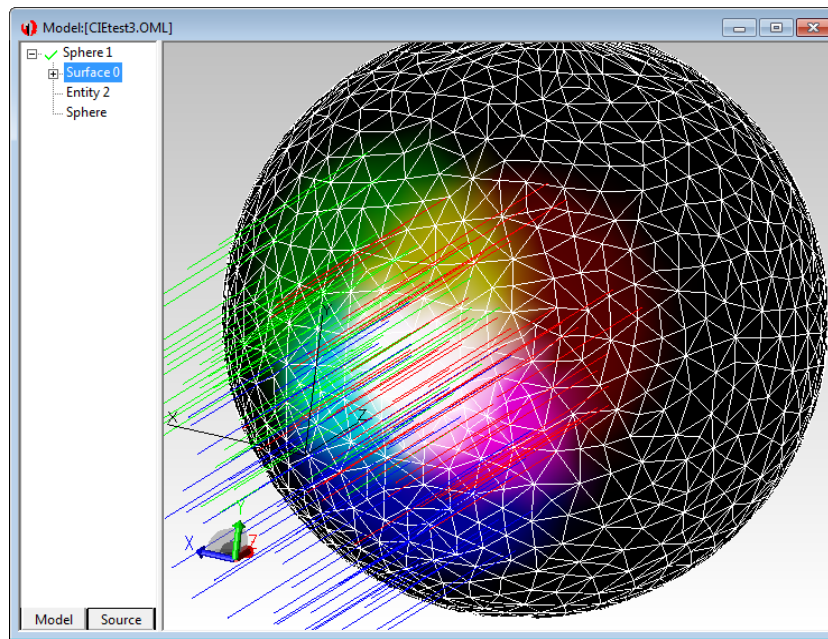 Model:[CIEtest3.OML]
Sphere 1
Surface 0
Entity 2
Sphere
Y
X
Z
Y
X
Z
Model Source